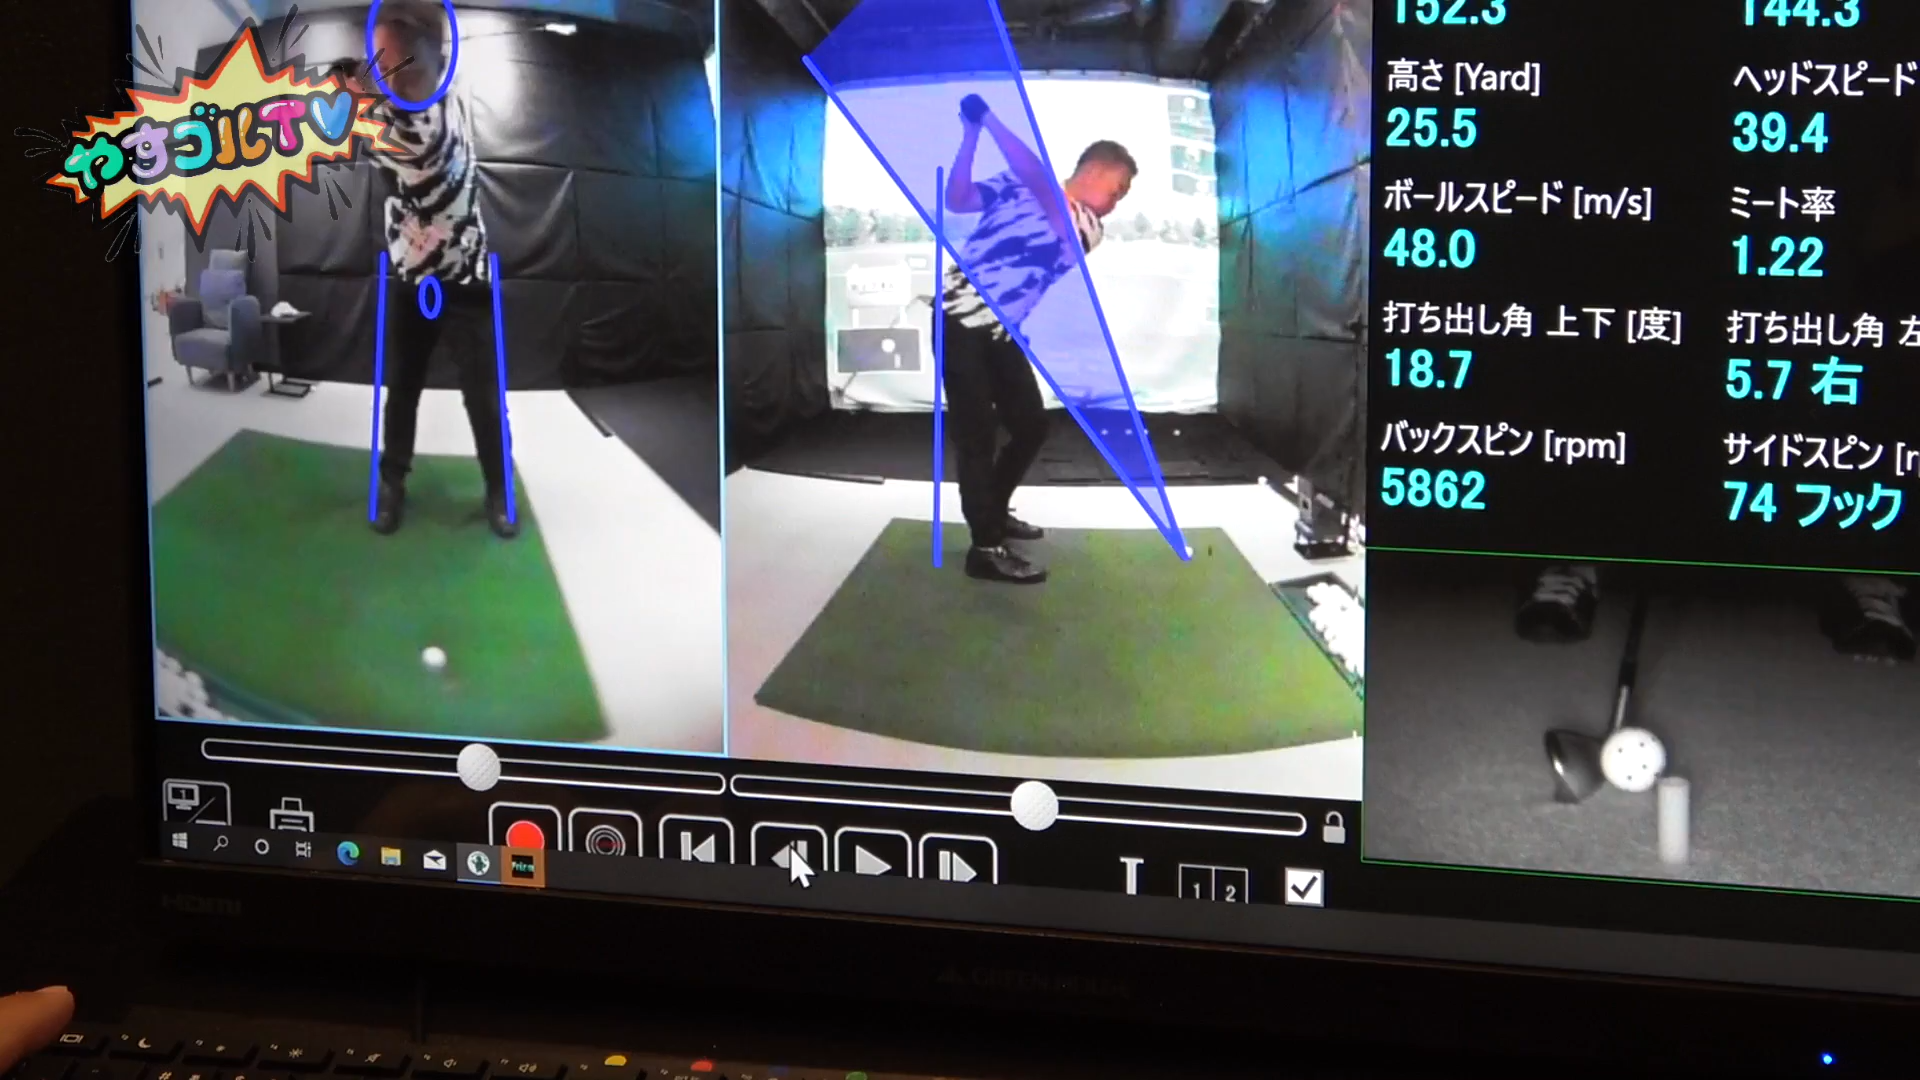 やすゴルTV
152.3
144.3
高さ [Yard]
ヘッドスピード
25.5
39.4
ボールスピード [m/s]
ミート率
48.0
1.22
打ち出し角 上下 [度]
打ち出し角 左
18.7
5.7 右
バックスピン [rpm]
サイドスピン [r
5862
74 フック
1
1 2
HDMI